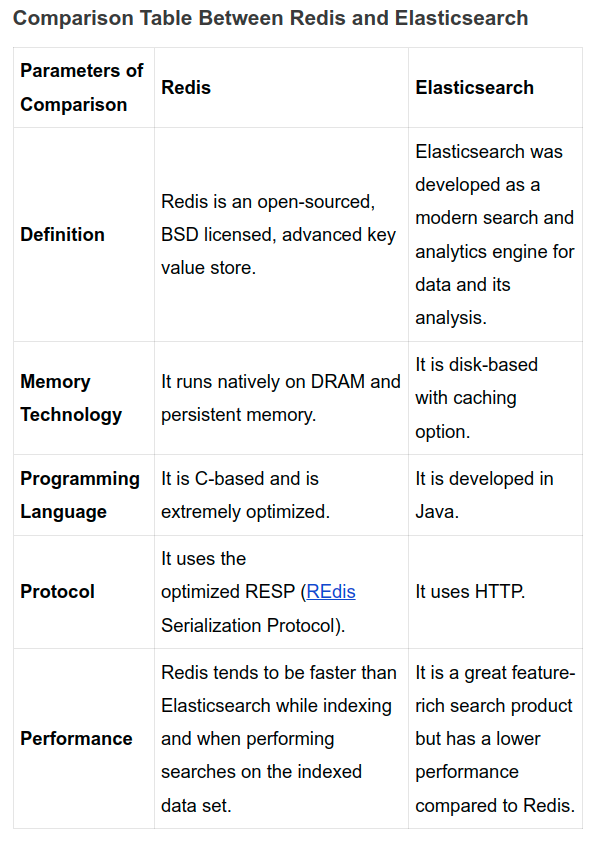 Comparison Table Between Redis and Elasticsearch
Parameters of
Comparison
Redis
Elasticsearch
Definition
Redis is an open-sourced,
BSD licensed, advanced key
value store.
Elasticsearch was
developed as a
modern search and
analytics engine for
data and its
analysis.
Memory
Technology
It runs natively on DRAM and
persistent memory.
It is disk-based
with caching
option.
Programming
Language
It is C-based and is
extremely optimized.
It is developed in
Java.
Protocol
It uses the
optimized RESP (REdis
Serialization Protocol).
It uses HTTP.
Performance
Redis tends to be faster than
Elasticsearch while indexing
and when performing
searches on the indexed
data set.
It is a great feature-
rich search product
but has a lower
performance
compared to Redis.